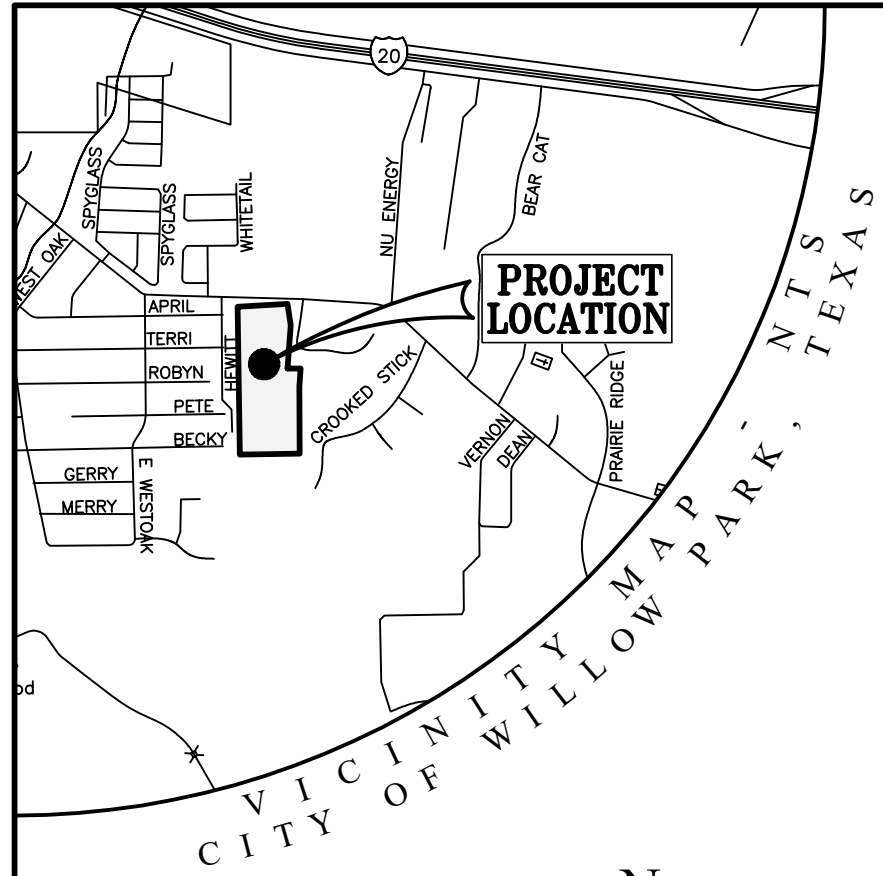 20
BEAR CAT
SPYGLASS
SPYGLASS
WHITETAIL
NU ENERGY
WEST OAK
PROJECT
LOCATION
APRIL
TERRI
HEWITT
ROBYN
PETE
BECKY
CROOKED STICK
PRAIRIE RIDGE
VERNON
DEAN
GERRY
MERRY
E WESTOAK
od
VICINITY MAP - NTS
CITY OF WILLOW PARK, TEXAS
N